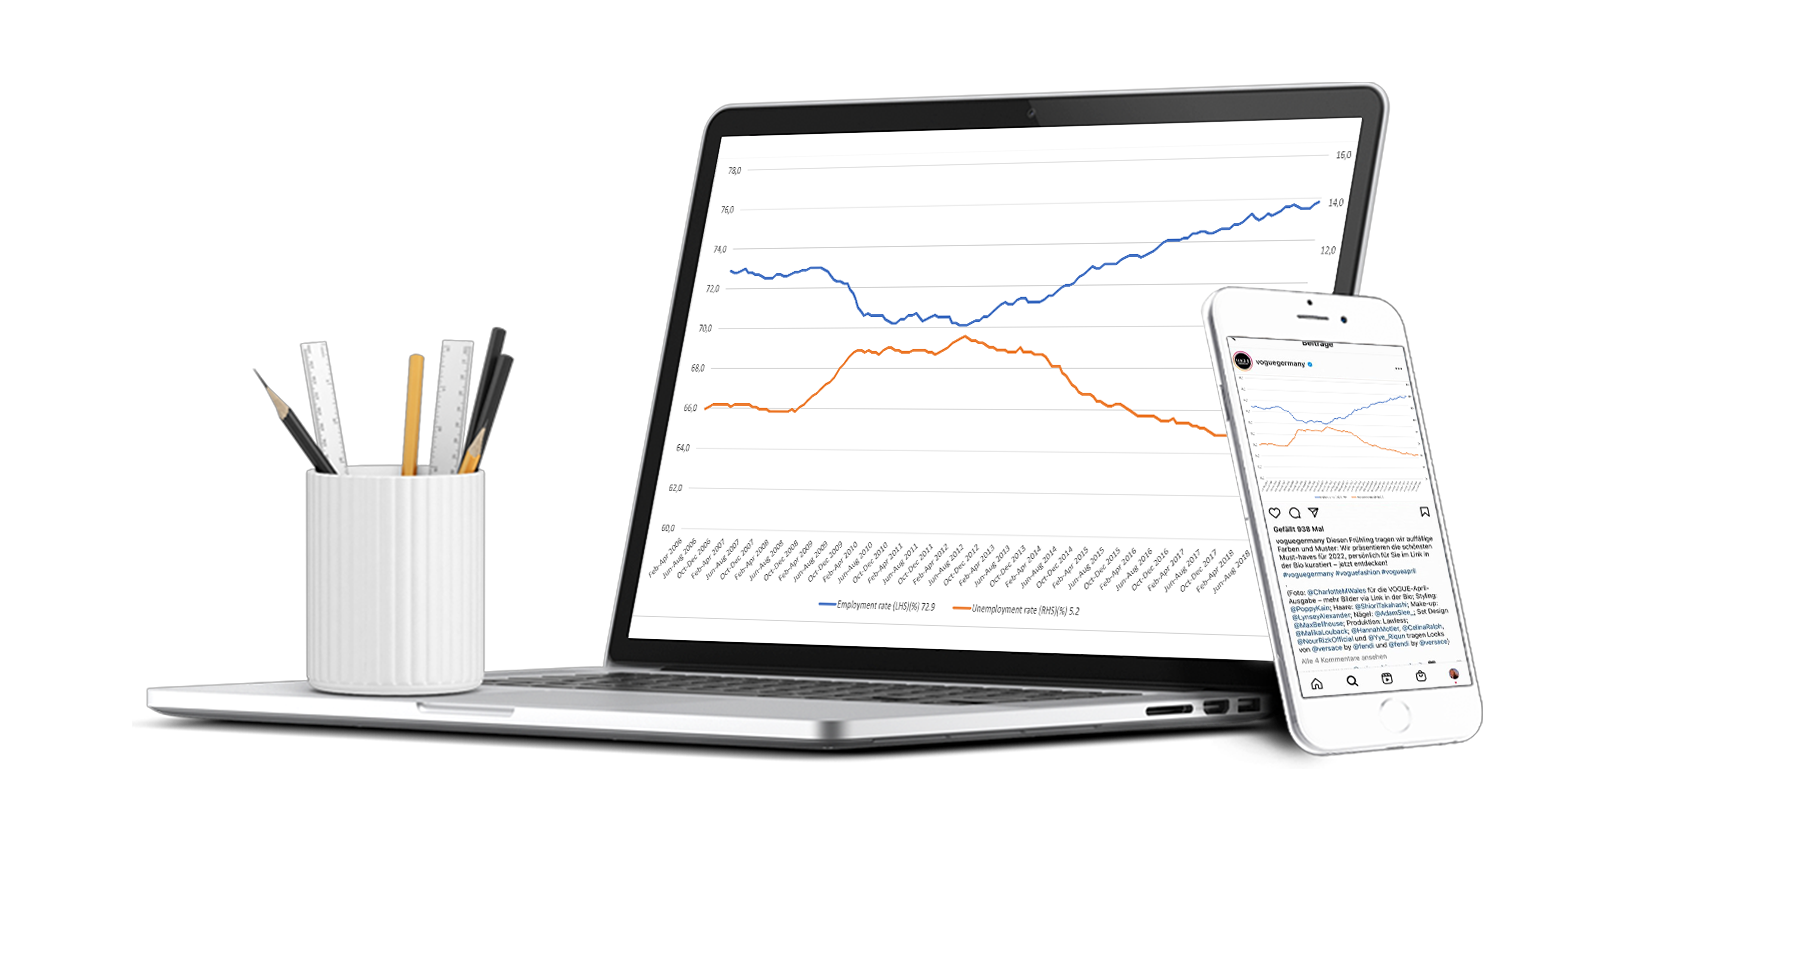 78,0
76,0
74,0
72,0
70,0
68,0
66,0
64,0
62,0
60,0
16,0
14,0
12,0
Feb-Apr 2006
Jun-Aug 2006
Oct-Dec 2006
Feb-Apr 2007
Jun-Aug 2007
Oct-Dec 2007
Feb-Apr 2008
Jun-Aug 2008
Oct-Dec 2008
Feb-Apr 2009
Jun-Aug 2009
Oct-Dec 2009
Feb-Apr 2010
Jun-Aug 2010
Oct-Dec 2010
Feb-Apr 2011
Jun-Aug 2011
Oct-Dec 2011
Feb-Apr 2012
Jun-Aug 2012
Oct-Dec 2012
Feb-Apr 2013
Jun-Aug 2013
Oct-Dec 2013
Feb-Apr 2014
Jun-Aug 2014
Oct-Dec 2014
Feb-Apr 2015
Jun-Aug 2015
Oct-Dec 2015
Feb-Apr 2016
Jun-Aug 2016
Oct-Dec 2016
Feb-Apr 2017
Jun-Aug 2017
Oct-Dec 2017
Feb-Apr 2018
Jun-Aug 2018
Employment rate (LHS)(%) 72.9
Unemployment rate (RHS)(%) 5.2
Beiträge
voguegermany
Gefällt 938 Mal
voguegermany Diesen Frühling tragen wir auffällige
Farben und Muster: Wir präsentieren die schönsten
Must-haves für 2022, persönlich für Sie im Link in
der Bio kuratiert – jetzt entdecken!
#voguegermany #voguefashion #vogueapril
(Foto: @CharlotteMWales für die VOGUE-April-
Ausgabe – mehr Bilder via Link in der Bio; Styling:
@PoppyKain; Haare: @ShioriTakahashi; Make-up:
@LynseyAlexander; Nägel: @AdamSlee_; Set Design
@MaxBellhouse; Produktion: Lawless;
@MalikaLouback; @HannahMotler, @CelinaRalph,
@NourRizkOfficial und @Yye_Riqun tragen Looks
von @versace by @fendi und @fendi by @versace)
Alle 4 Kommentare ansehen